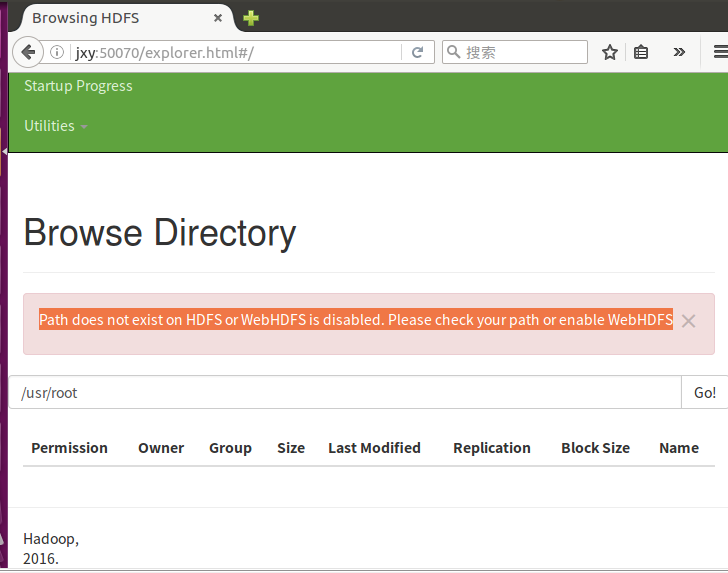 Browsing HDFS
jxy:50070/explorer.html#/
搜索
Startup Progress
Utilities
Browse Directory
Path does not exist on HDFS or WebHDFS is disabled. Please check your path or enable WebHDFS
/usr/root
Go!
Permission Owner Group Size Last Modified Replication Block Size Name
Hadoop,
2016.